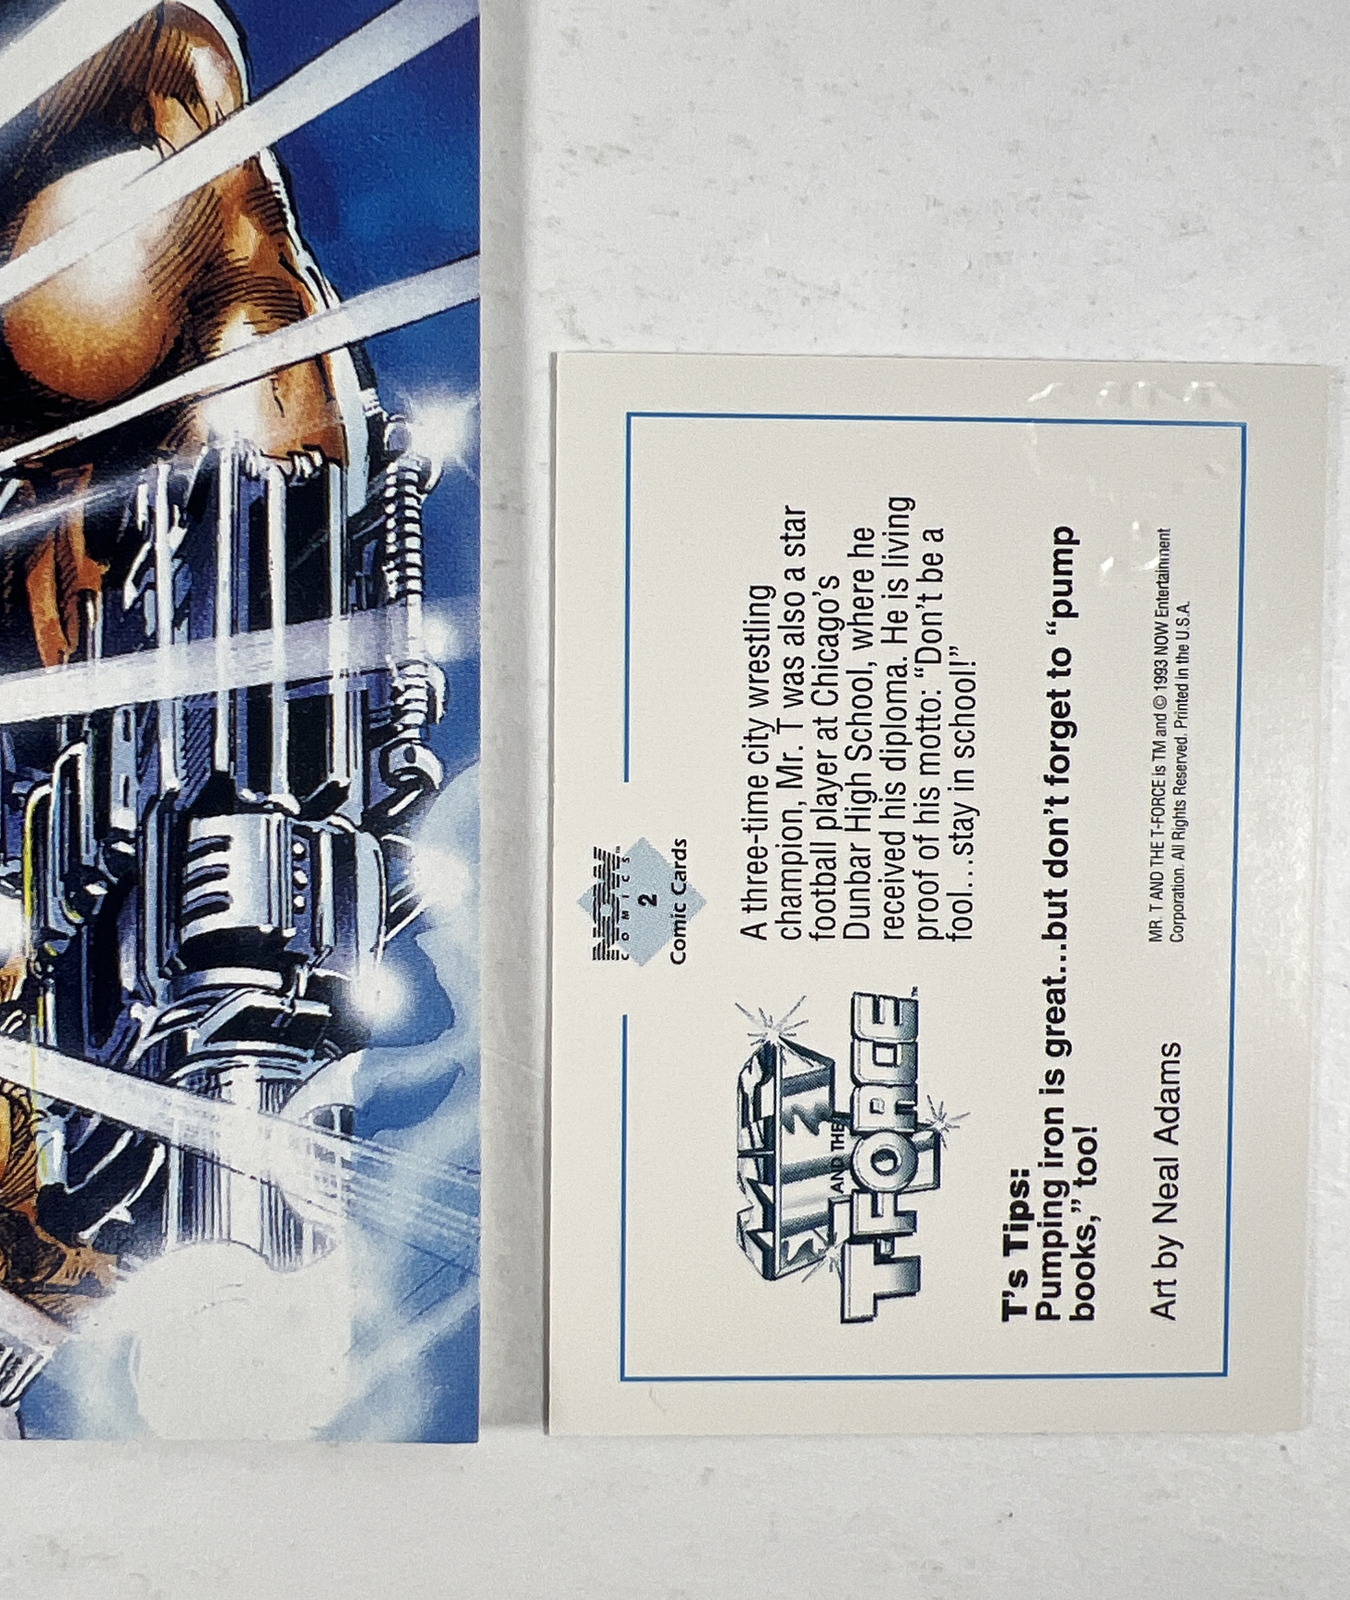 NOW
COMICS
2
Comic Cards
MR. T
AND THE
T-FORCE™
A three-time city wrestling
champion, Mr. T was also a star
football player at Chicago's
Dunbar High School, where he
received his diploma. He is living
proof of his motto: “Don't be a
fool...stay in school!”
T's Tips:
Pumping iron is great...but don't forget to “pump
books,” too!
Art by Neal Adams
MR. T AND THE T-FORCE is TM and © 1993 NOW Entertainment
Corporation. All Rights Reserved. Printed in the U.S.A.